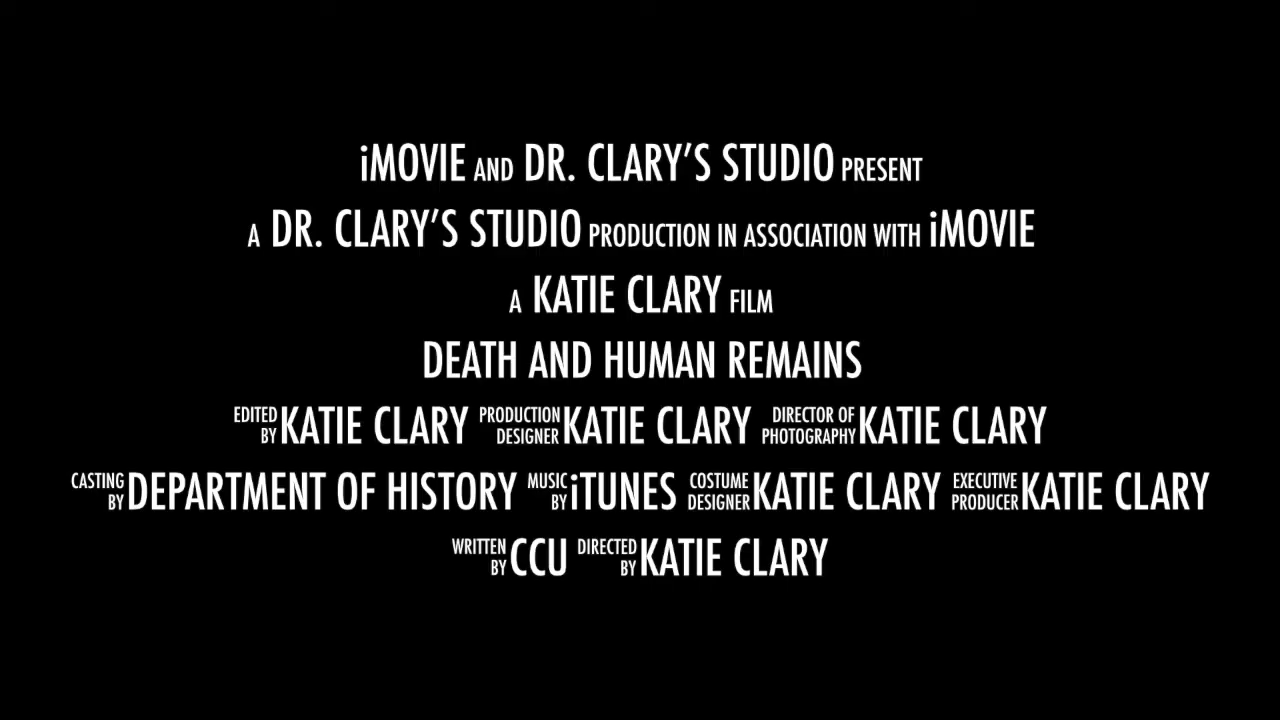 iMOVIE AND DR. CLARY'S STUDIO PRESENT
A DR. CLARY'S STUDIO PRODUCTION IN ASSOCIATION WITH iMOVIE
A KATIE CLARY FILM
DEATH AND HUMAN REMAINS
EDITED BY KATIE CLARY PRODUCTION DESIGNER KATIE CLARY DIRECTOR OF PHOTOGRAPHY KATIE CLARY
CASTING BY DEPARTMENT OF HISTORY MUSIC BY iTUNES COSTUME DESIGNER KATIE CLARY EXECUTIVE PRODUCER KATIE CLARY
WRITTEN BY CCU DIRECTED BY KATIE CLARY